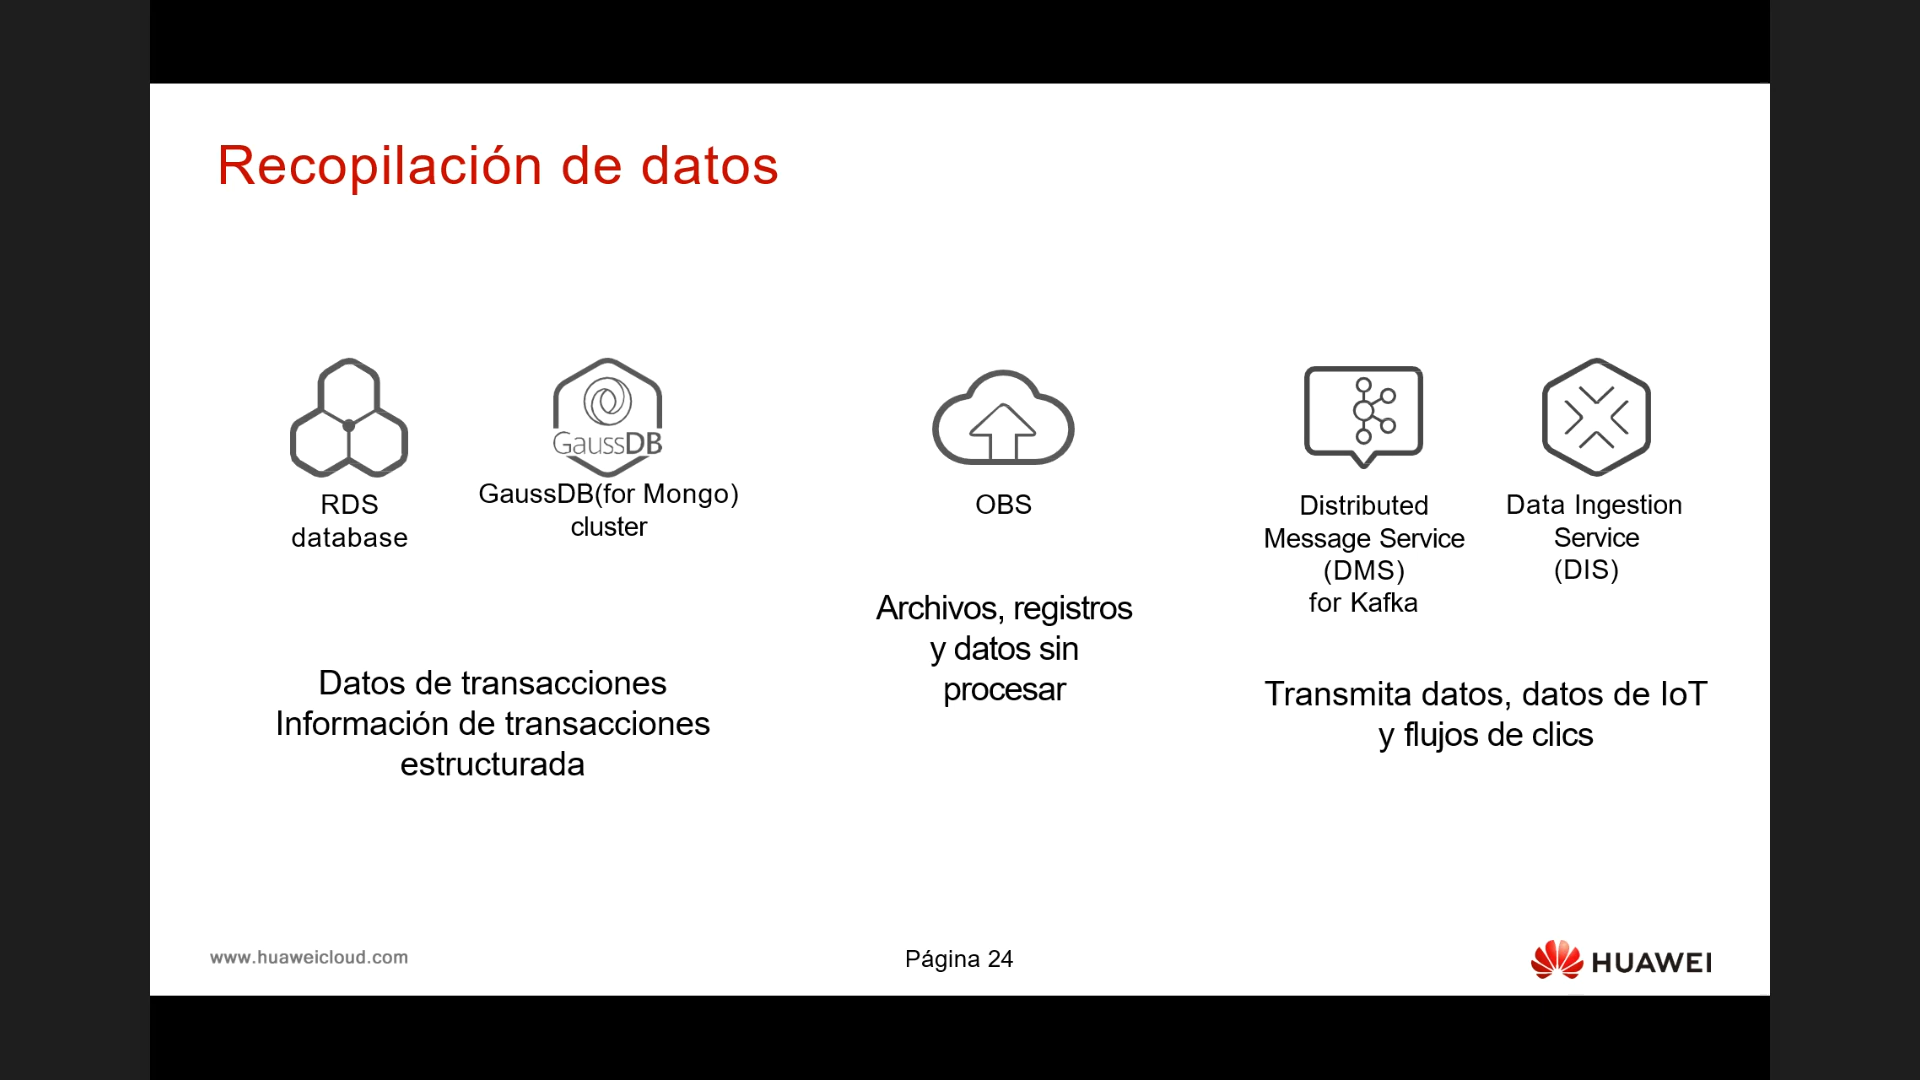 Recopilación de datos
GaussDB
RDS
database
GaussDB(for Mongo)
cluster
OBS
Distributed
Message Service
(DMS)
for Kafka
Data Ingestion
Service
(DIS)
Datos de transacciones
Información de transacciones
estructurada
Archivos, registros
y datos sin
procesar
Transmita datos, datos de IoT
y flujos de clics
www.huaweicloud.com
Página 24
HUAWEI